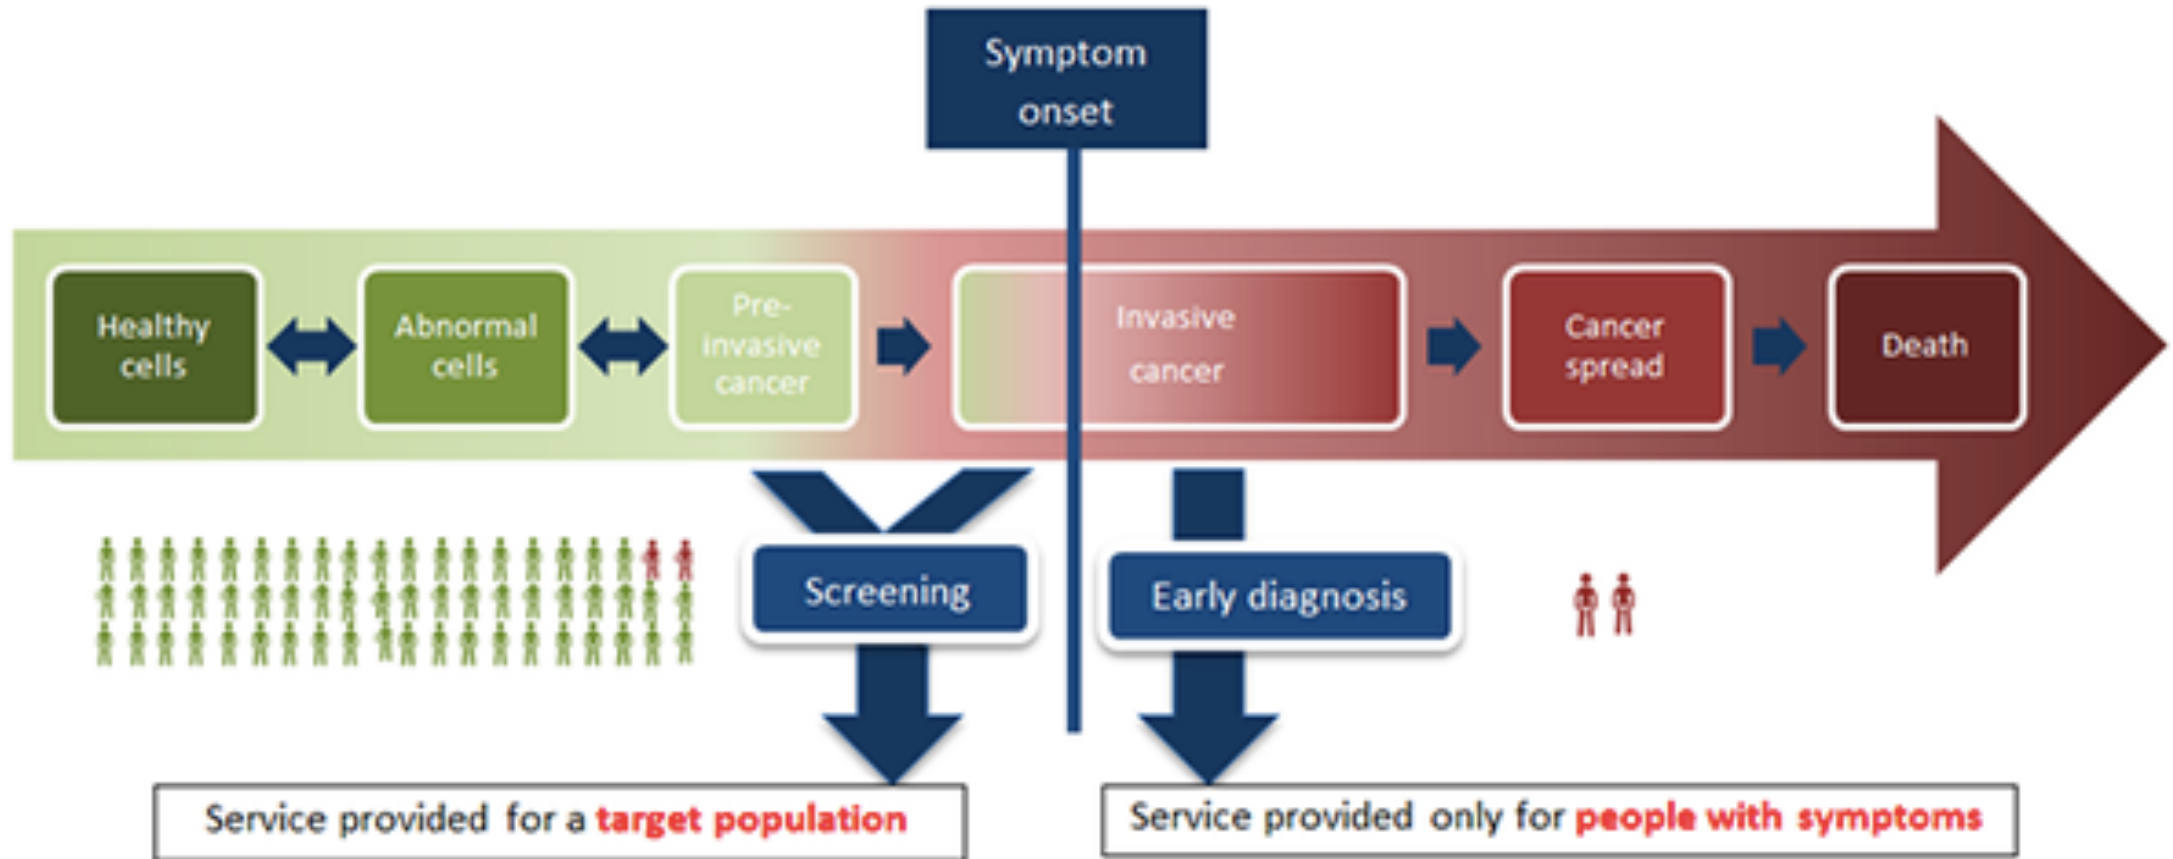 Symptom
onset
Healthy
cells
Abnormal
cells
Pre-
invasive
cancer
Invasive
cancer
Cancer
spread
Death
Screening
Early diagnosis
Service provided for a target population
Service provided only for people with symptoms